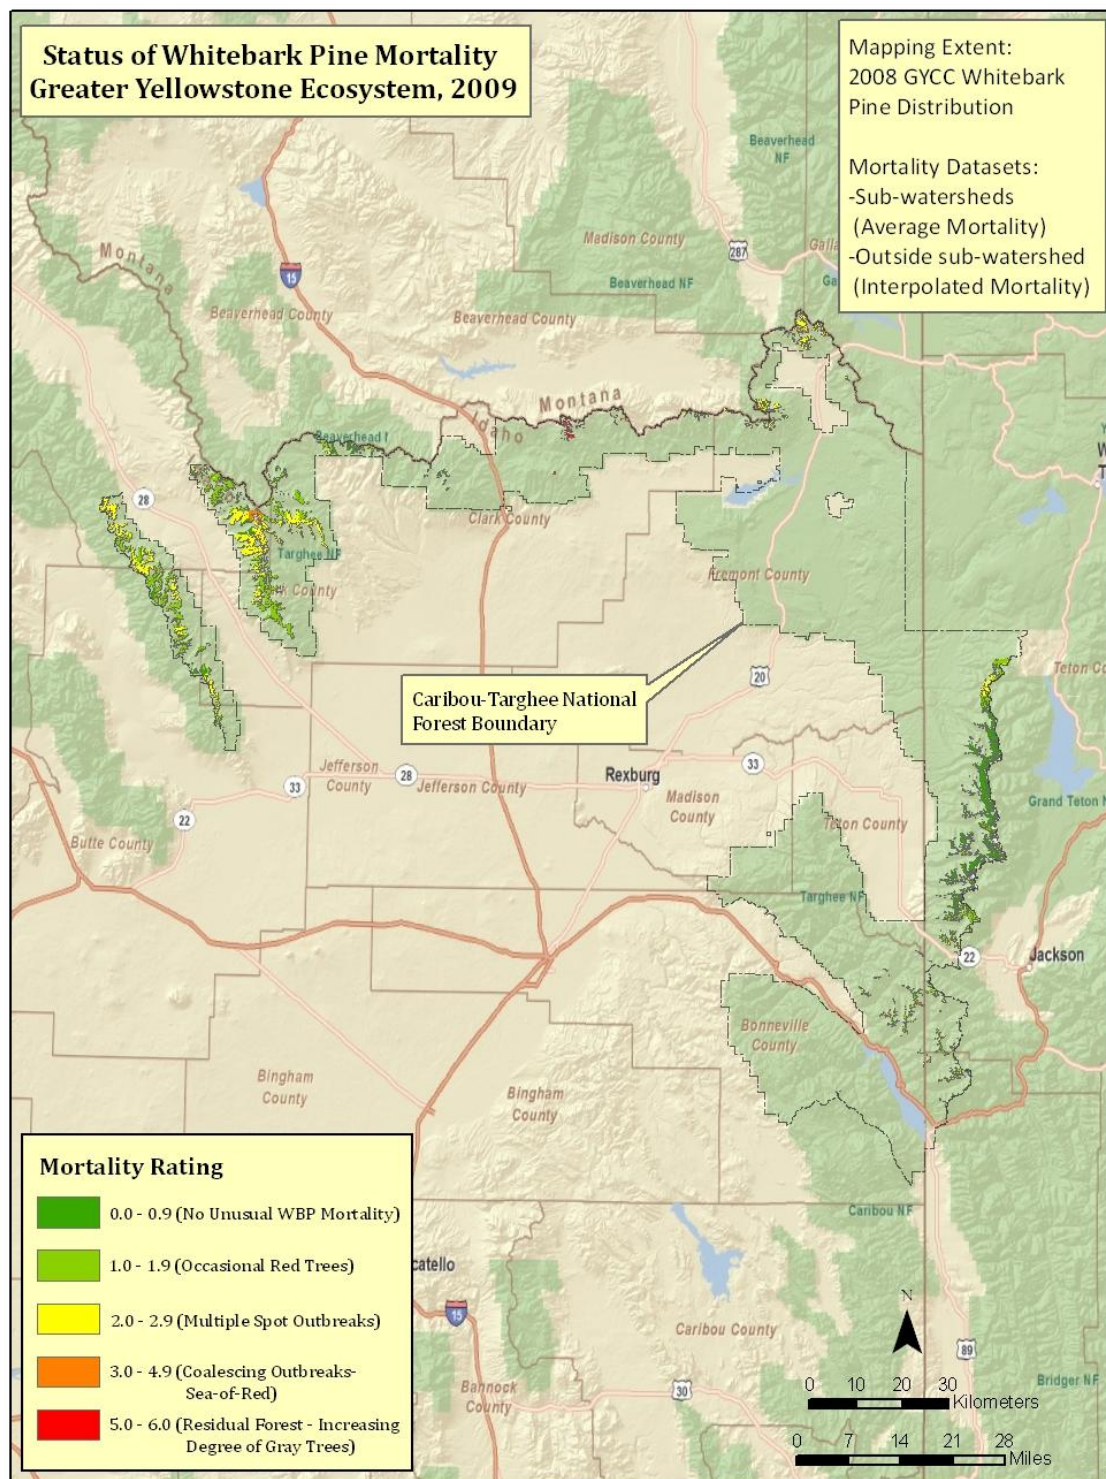 Status of Whitebark Pine Mortality
Greater Yellowstone Ecosystem, 2009
Mapping Extent:
2008 GYCC Whitebark
Pine Distribution
Mortality Datasets:
-Sub-watersheds
(Average Mortality)
-Outside sub-watershed
(Interpolated Mortality)
Beaverhead
NF
Madison County
287
Montana
15
Beaverhead NF
Beaverhead County
Beaverhead County
Montana
Idaho
28
Clark County
Targhee NF
Fremont County
20
Teton Co
Caribou-Targhee National
Forest Boundary
Jefferson
County
28
Jefferson County
Rexburg
33
33
Madison
County
Grand Teton N
22
Teton County
Butte County
Targhee NF
22
Jackson
Bonneville
County
Bingham
County
Bingham
County
Mortality Rating
0.0 - 0.9 (No Unusual WBP Mortality)
1.0 - 1.9 (Occasional Red Trees)
2.0 - 2.9 (Multiple Spot Outbreaks)
3.0 - 4.9 (Coalescing Outbreaks-
Sea-of-Red)
5.0 - 6.0 (Residual Forest - Increasing
Degree of Gray Trees)
Caribou NF
catello
15
Caribou County
N
89
Bannock
County
30
Bridger NF
0 10 20 30
Kilometers
0 7 14 21 28
Miles